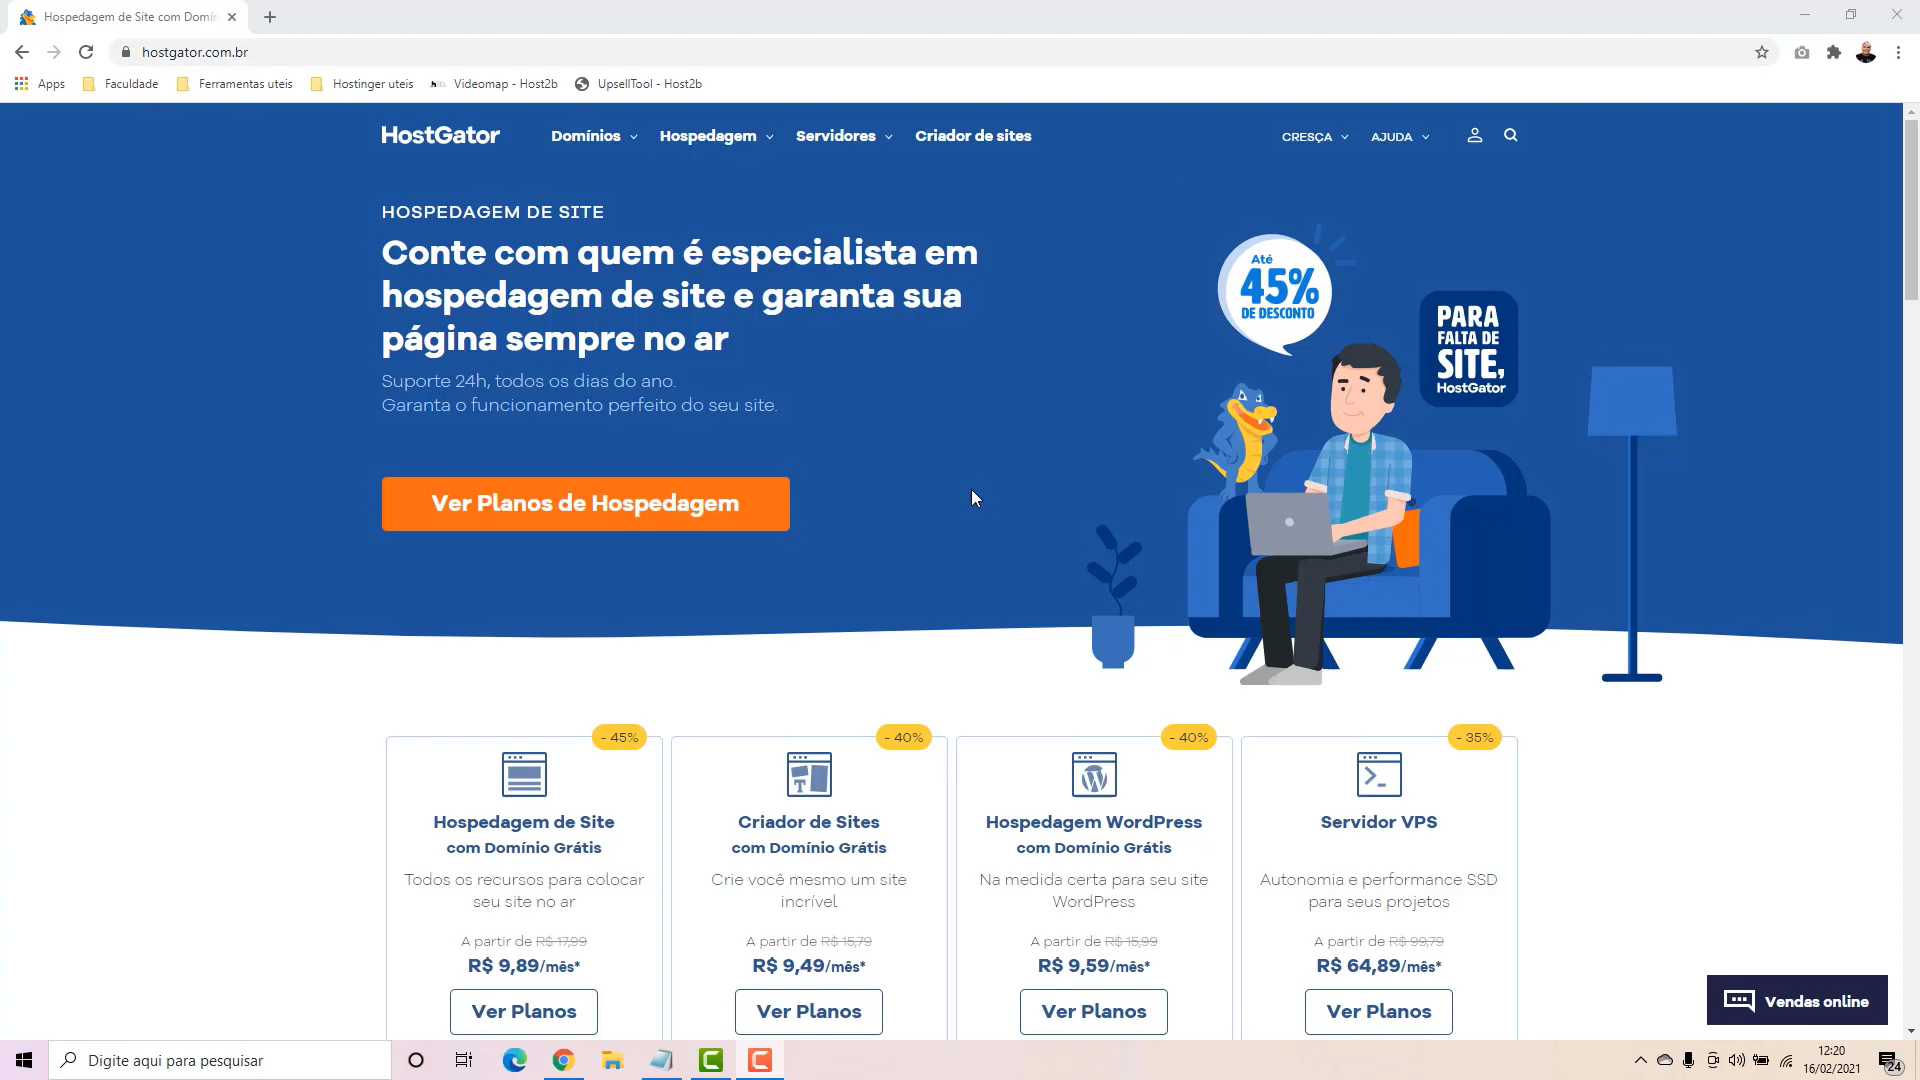 Hospedagem de Site com Domín
hostgator.com.br
Apps
Faculdade
Ferramentas uteis
Hostinger uteis
Videomap - Host2b
UpsellTool - Host2b
HostGator
Domínios
Hospedagem
Servidores
Criador de sites
CRESÇA
AJUDA
HOSPEDAGEM DE SITE
Conte com quem é especialista em
hospedagem de site e garanta sua
página sempre no ar
Suporte 24h, todos os dias do ano.
Garanta o funcionamento perfeito do seu site.
Ver Planos de Hospedagem
Até
45%
DE DESCONTO
PARA
FALTA DE
SITE,
HostGator
- 45%
Hospedagem de Site
com Domínio Grátis
Todos os recursos para colocar
seu site no ar
A partir de R$ 17,99
R$ 9,89/mês*
Ver Planos
- 40%
Criador de Sites
com Domínio Grátis
Crie você mesmo um site
incrível
A partir de R$ 15,79
R$ 9,49/mês*
Ver Planos
- 40%
Hospedagem WordPress
com Domínio Grátis
Na medida certa para seu site
WordPress
A partir de R$ 15,99
R$ 9,59/mês*
Ver Planos
- 35%
Servidor VPS
Autonomia e performance SSD
para seus projetos
A partir de R$ 99,79
R$ 64,89/mês*
Ver Planos
Vendas online
Digite aqui para pesquisar
12:20
16/02/2021
24